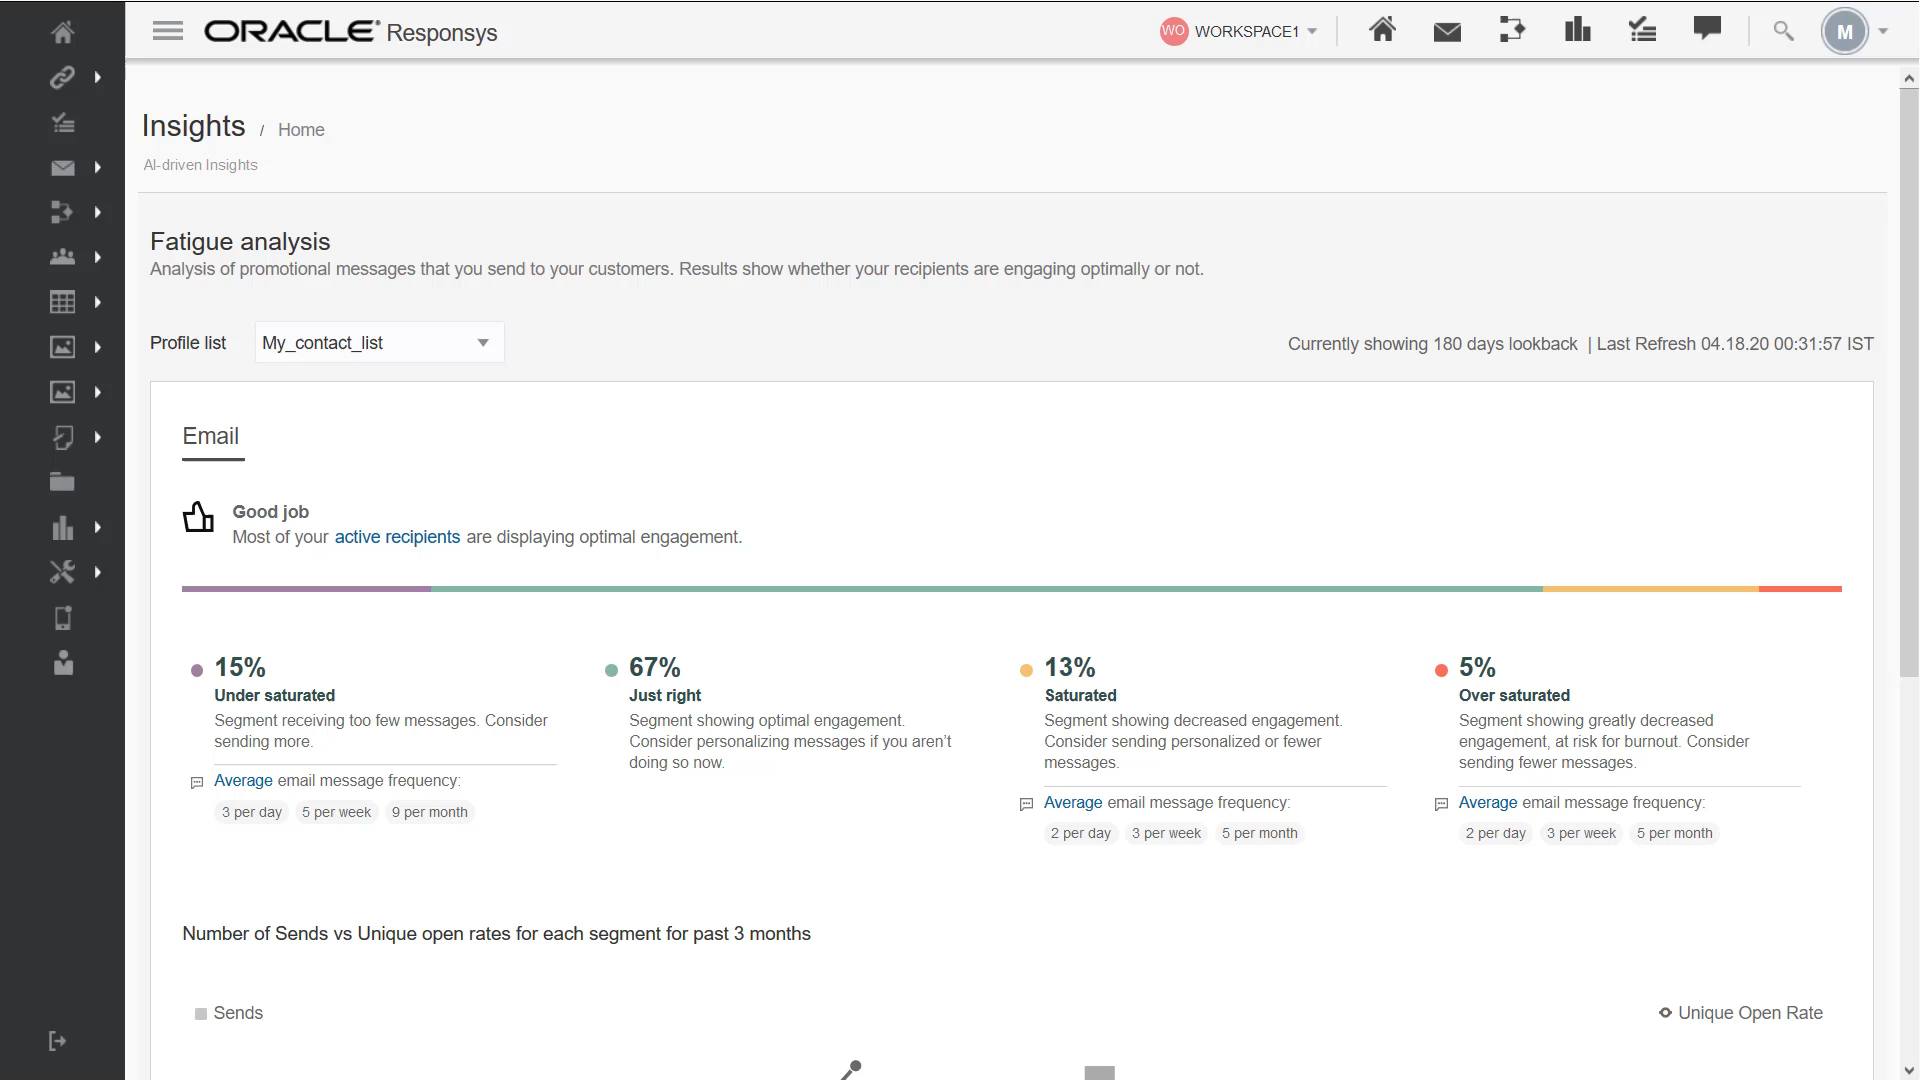 ORACLE Responsys
WO WORKSPACE1
M
Insights / Home
AI-driven Insights
Fatigue analysis
Analysis of promotional messages that you send to your customers. Results show whether your recipients are engaging optimally or not.
Profile list My_contact_list
Currently showing 180 days lookback | Last Refresh 04.18.20 00:31:57 IST
Email
Good job
Most of your active recipients are displaying optimal engagement.
15%
Under saturated
Segment receiving too few messages. Consider
sending more.
Average email message frequency:
3 per day 5 per week 9 per month
67%
Just right
Segment showing optimal engagement.
Consider personalizing messages if you aren't
doing so now.
13%
Saturated
Segment showing decreased engagement.
Consider sending personalized or fewer
messages.
Average email message frequency:
2 per day 3 per week 5 per month
5%
Over saturated
Segment showing greatly decreased
engagement, at risk for burnout. Consider
sending fewer messages.
Average email message frequency:
2 per day 3 per week 5 per month
Number of Sends vs Unique open rates for each segment for past 3 months
Sends
Unique Open Rate